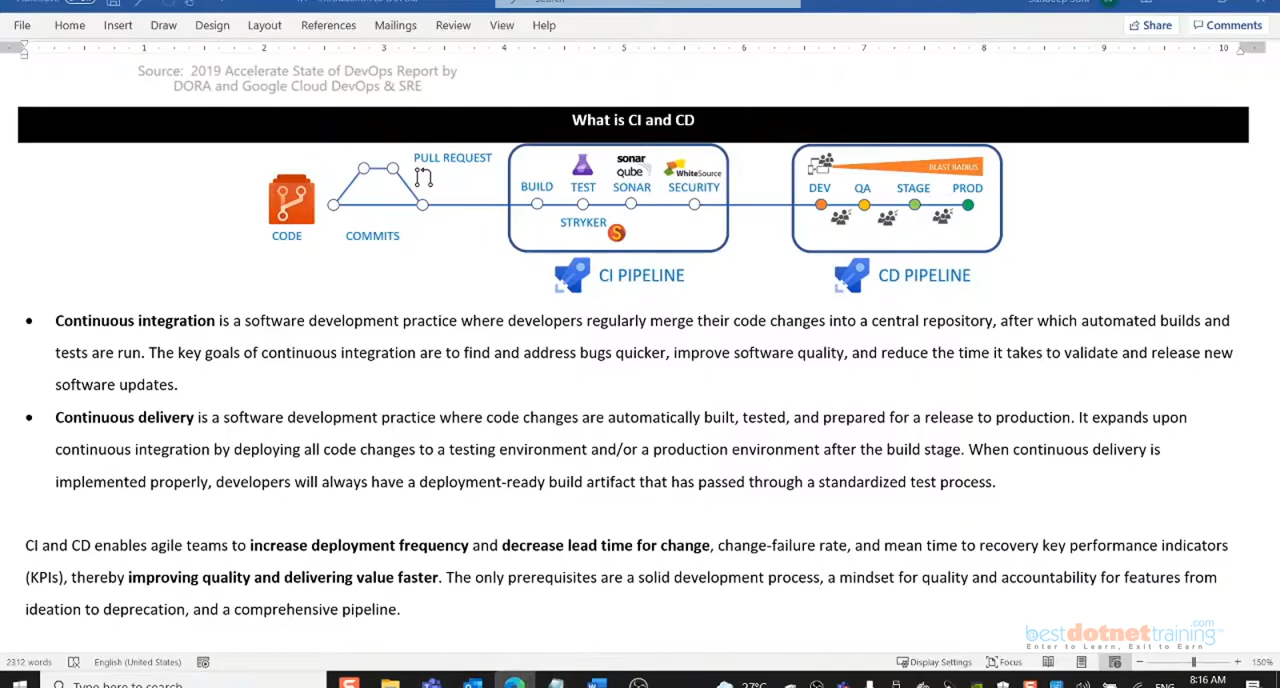 Search
File Home Insert Draw Design Layout References Mailings Review View Help Share Comments
1 2 3 4 5 6 7 8 9 10
Source: 2019 Accelerate State of DevOps Report by
DORA and Google Cloud DevOps & SRE
What is CI and CD
PULL REQUEST
sonar
qube
WhiteSource
BLAST RADIUS
BUILD TEST SONAR SECURITY
DEV QA STAGE PROD
STRYKER
CODE COMMITS
CI PIPELINE CD PIPELINE
• Continuous integration is a software development practice where developers regularly merge their code changes into a central repository, after which automated builds and
tests are run. The key goals of continuous integration are to find and address bugs quicker, improve software quality, and reduce the time it takes to validate and release new
software updates.
• Continuous delivery is a software development practice where code changes are automatically built, tested, and prepared for a release to production. It expands upon
continuous integration by deploying all code changes to a testing environment and/or a production environment after the build stage. When continuous delivery is
implemented properly, developers will always have a deployment-ready build artifact that has passed through a standardized test process.
CI and CD enables agile teams to increase deployment frequency and decrease lead time for change, change-failure rate, and mean time to recovery key performance indicators
(KPIs), thereby improving quality and delivering value faster. The only prerequisites are a solid development process, a mindset for quality and accountability for features from
ideation to deprecation, and a comprehensive pipeline.
bestdotnettraining.com
Enter to Learn, Exit to Earn
2312 words English (United States) Display Settings Focus 150%
Type here to search 27°C ENG 8:16 AM